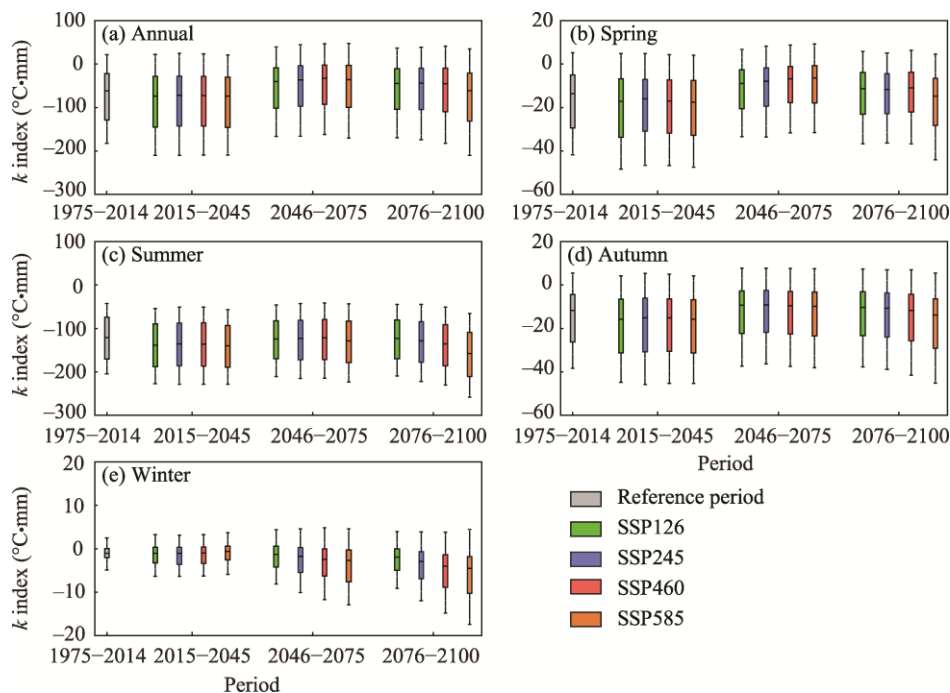 k index (°C•mm)
100
0
−100
−200
−300
(a) Annual
1975−2014 2015−2045 2046−2075 2076−2100
20
0
−20
−40
−60
(b) Spring
1975−2014 2015−2045 2046−2075 2076−2100
k index (°C•mm)
100
0
−100
−200
−300
(c) Summer
1975−2014 2015−2045 2046−2075 2076−2100
20
0
−20
−40
−60
(d) Autumn
1975−2014 2015−2045 2046−2075 2076−2100
Period
k index (°C•mm)
20
10
0
−10
20
(e) Winter
1975−2014 2015−2045 2046−2075 2076−2100
Period
Reference period
SSP126
SSP245
SSP460
SSP585